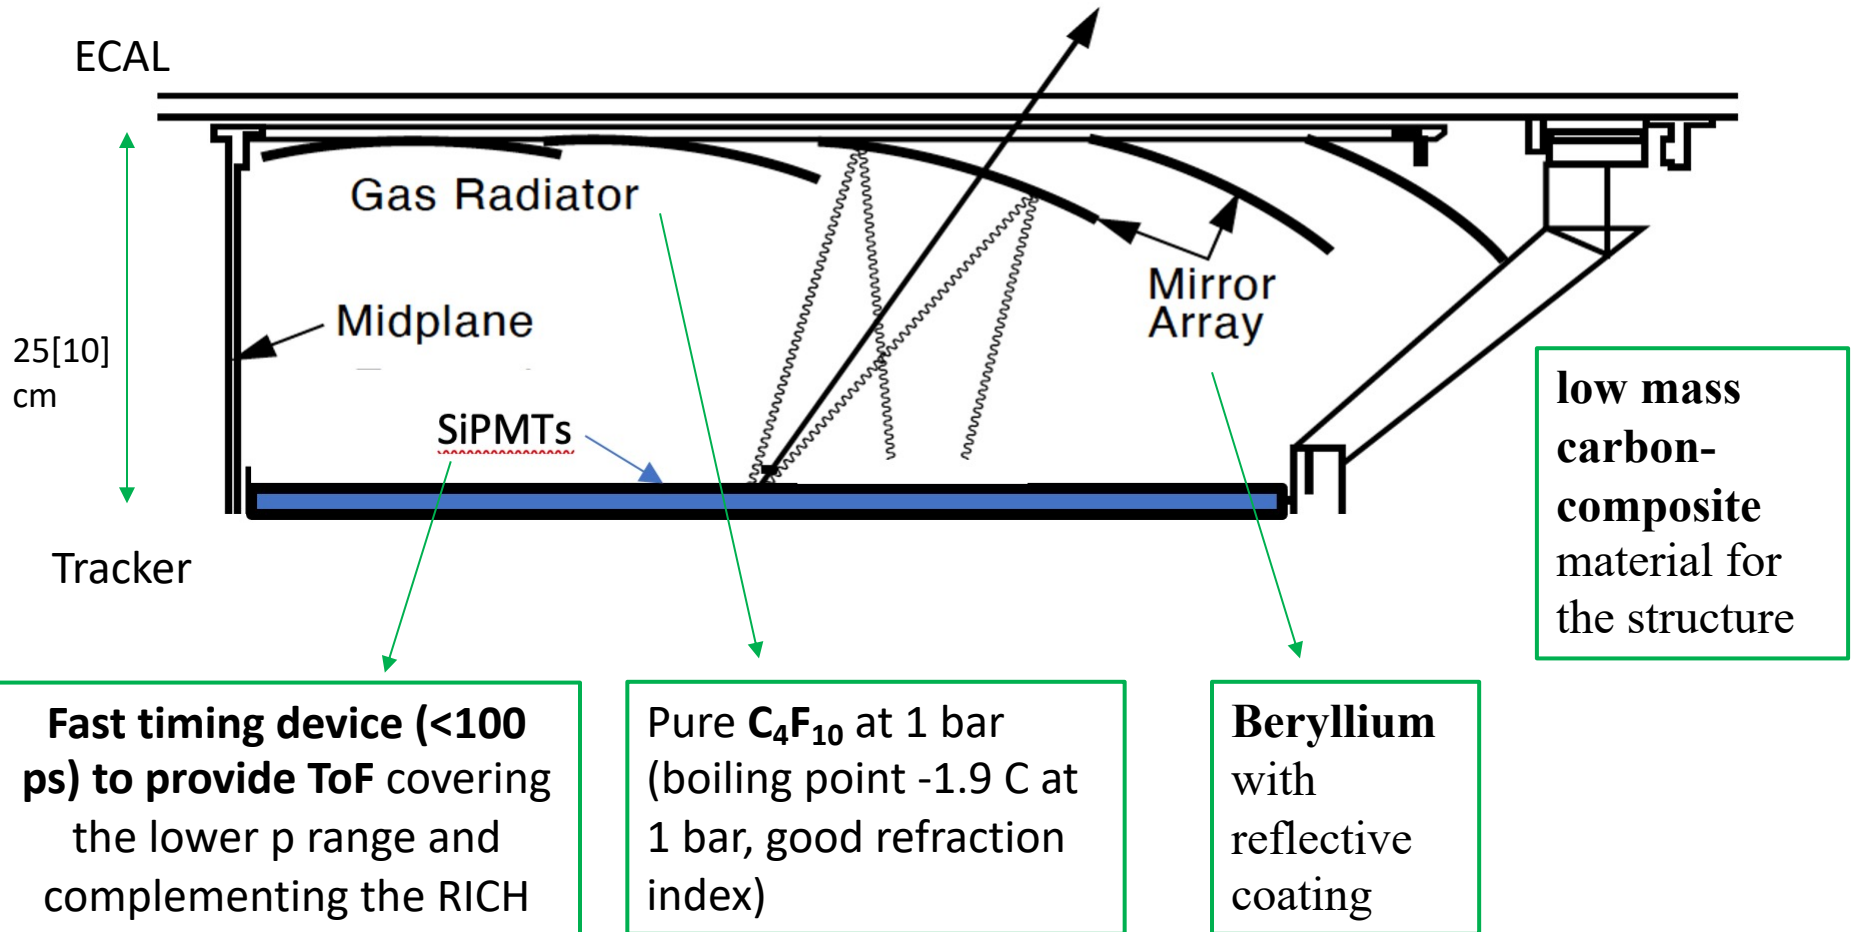 ECAL
Gas Radiator
Midplane
Mirror
Array
25[10]
cm
SiPMTs
Tracker
low mass
carbon-
composite
material for
the structure
Fast timing device (<100
ps) to provide ToF covering
the lower p range and
complementing the RICH
Pure C₄F₁₀ at 1 bar
(boiling point -1.9 C at
1 bar, good refraction
index)
Beryllium
with
reflective
coating